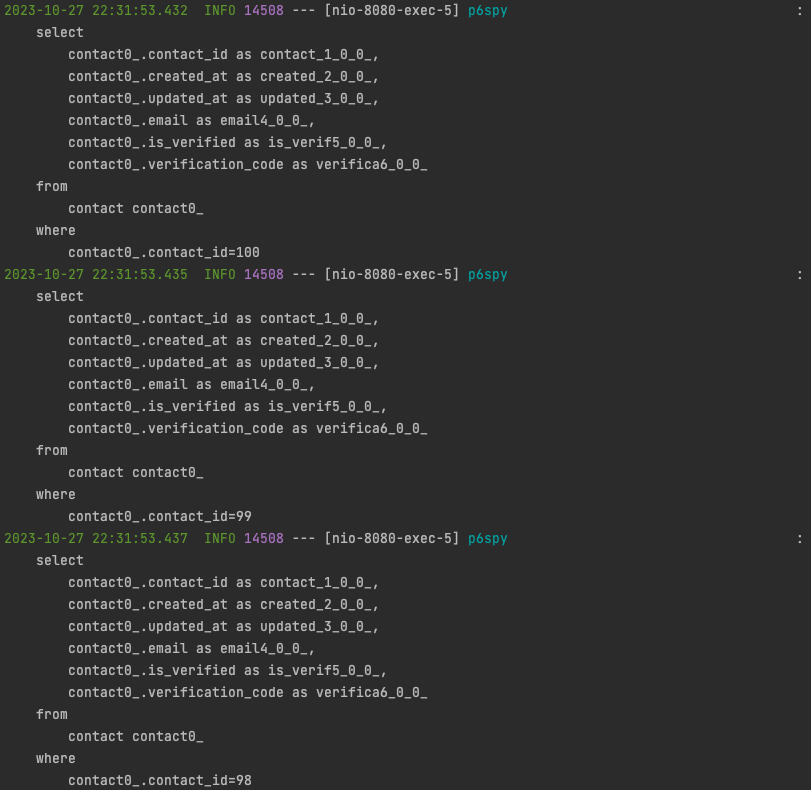 2023-10-27 22:31:53.432  INFO 14508 --- [nio-8080-exec-5] p6spy                                    :
    select
        contact0_.contact_id as contact_1_0_0_,
        contact0_.created_at as created_2_0_0_,
        contact0_.updated_at as updated_3_0_0_,
        contact0_.email as email4_0_0_,
        contact0_.is_verified as is_verif5_0_0_,
        contact0_.verification_code as verifica6_0_0_
    from
        contact contact0_
    where
        contact0_.contact_id=100
2023-10-27 22:31:53.435  INFO 14508 --- [nio-8080-exec-5] p6spy                                    :
    select
        contact0_.contact_id as contact_1_0_0_,
        contact0_.created_at as created_2_0_0_,
        contact0_.updated_at as updated_3_0_0_,
        contact0_.email as email4_0_0_,
        contact0_.is_verified as is_verif5_0_0_,
        contact0_.verification_code as verifica6_0_0_
    from
        contact contact0_
    where
        contact0_.contact_id=99
2023-10-27 22:31:53.437  INFO 14508 --- [nio-8080-exec-5] p6spy                                    :
    select
        contact0_.contact_id as contact_1_0_0_,
        contact0_.created_at as created_2_0_0_,
        contact0_.updated_at as updated_3_0_0_,
        contact0_.email as email4_0_0_,
        contact0_.is_verified as is_verif5_0_0_,
        contact0_.verification_code as verifica6_0_0_
    from
        contact contact0_
    where
        contact0_.contact_id=98